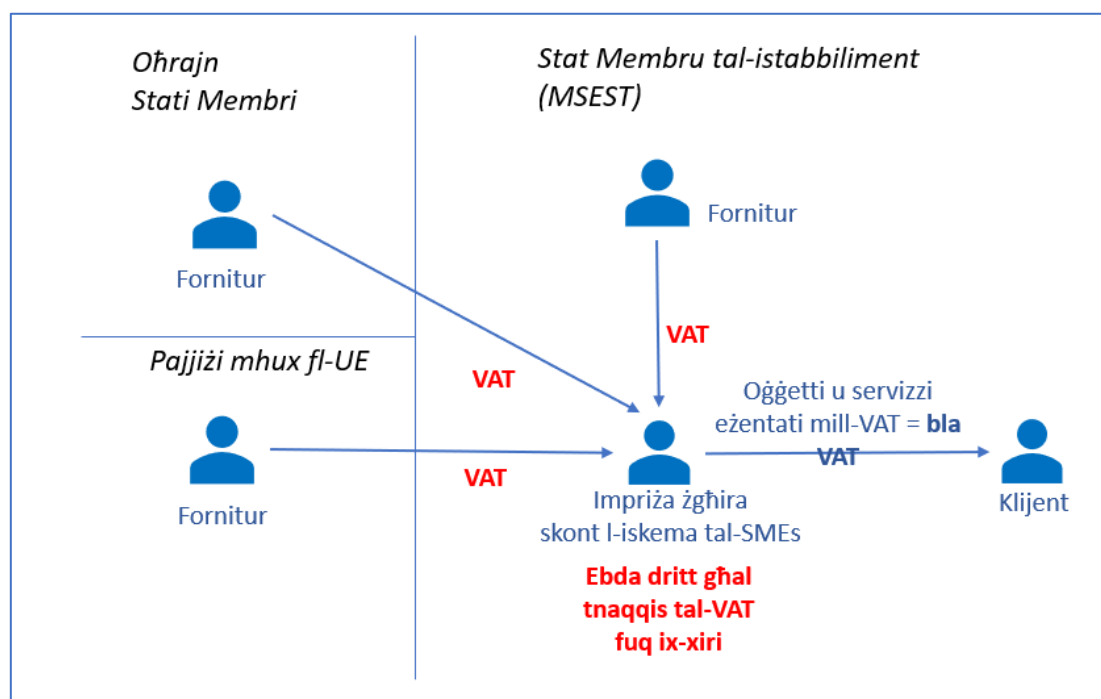 Oħrajn
Stati Membri
Fornitur
Pajjiżi mhux fl-UE
Fornitur
Stat Membru tal-istabbiliment
(MSEST)
Fornitur
VAT
VAT
VAT
Oġġetti u servizzi
eżentati mill-VAT = bla
VAT
Klijent
Impriża żgħira
skont l-iskema tal-SMEs
Ebda dritt għal
tnaqqis tal-VAT
fuq ix-xiri